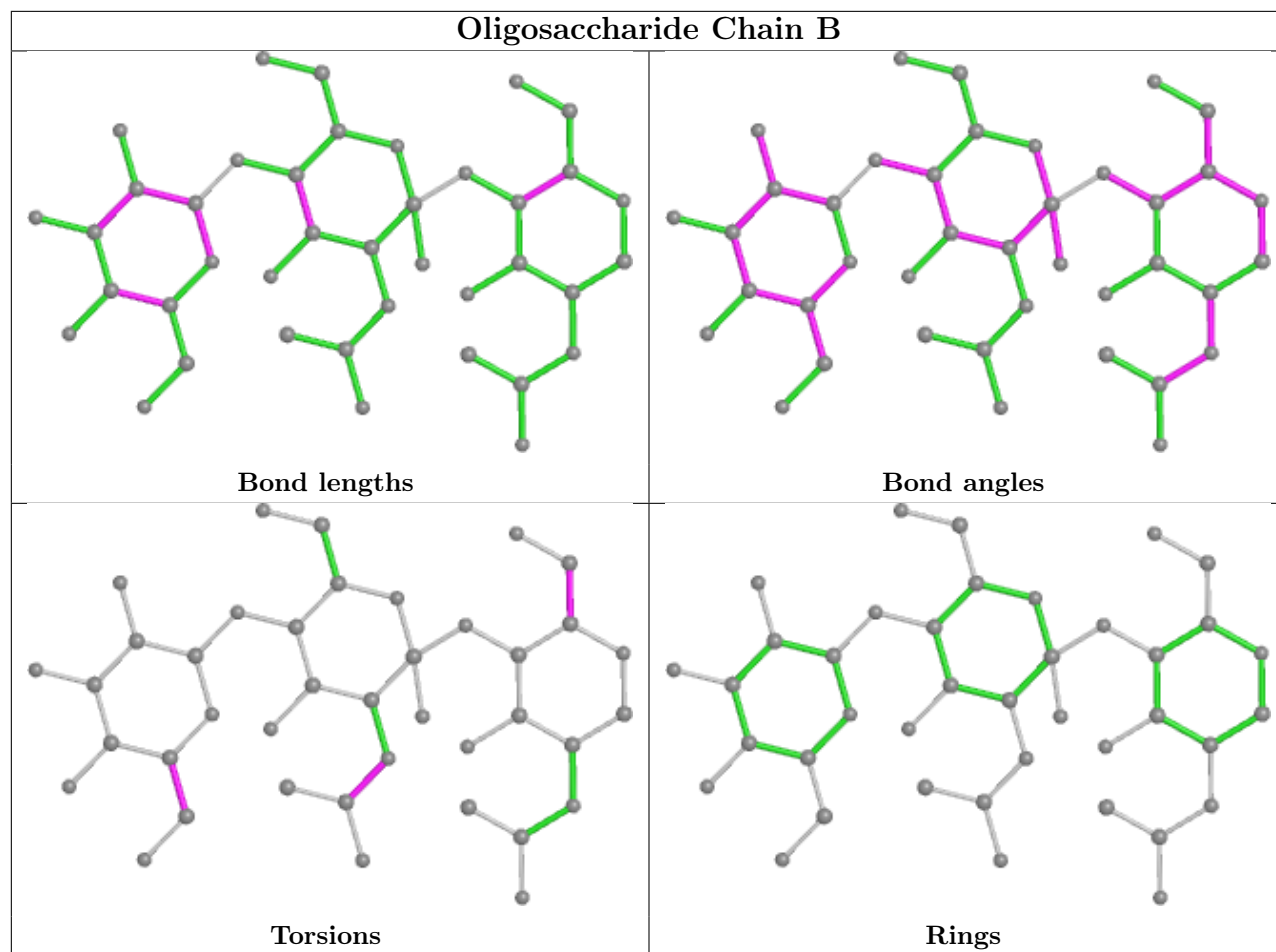 Oligosaccharide Chain B
Bond lengths
Bond angles
Torsions
Rings